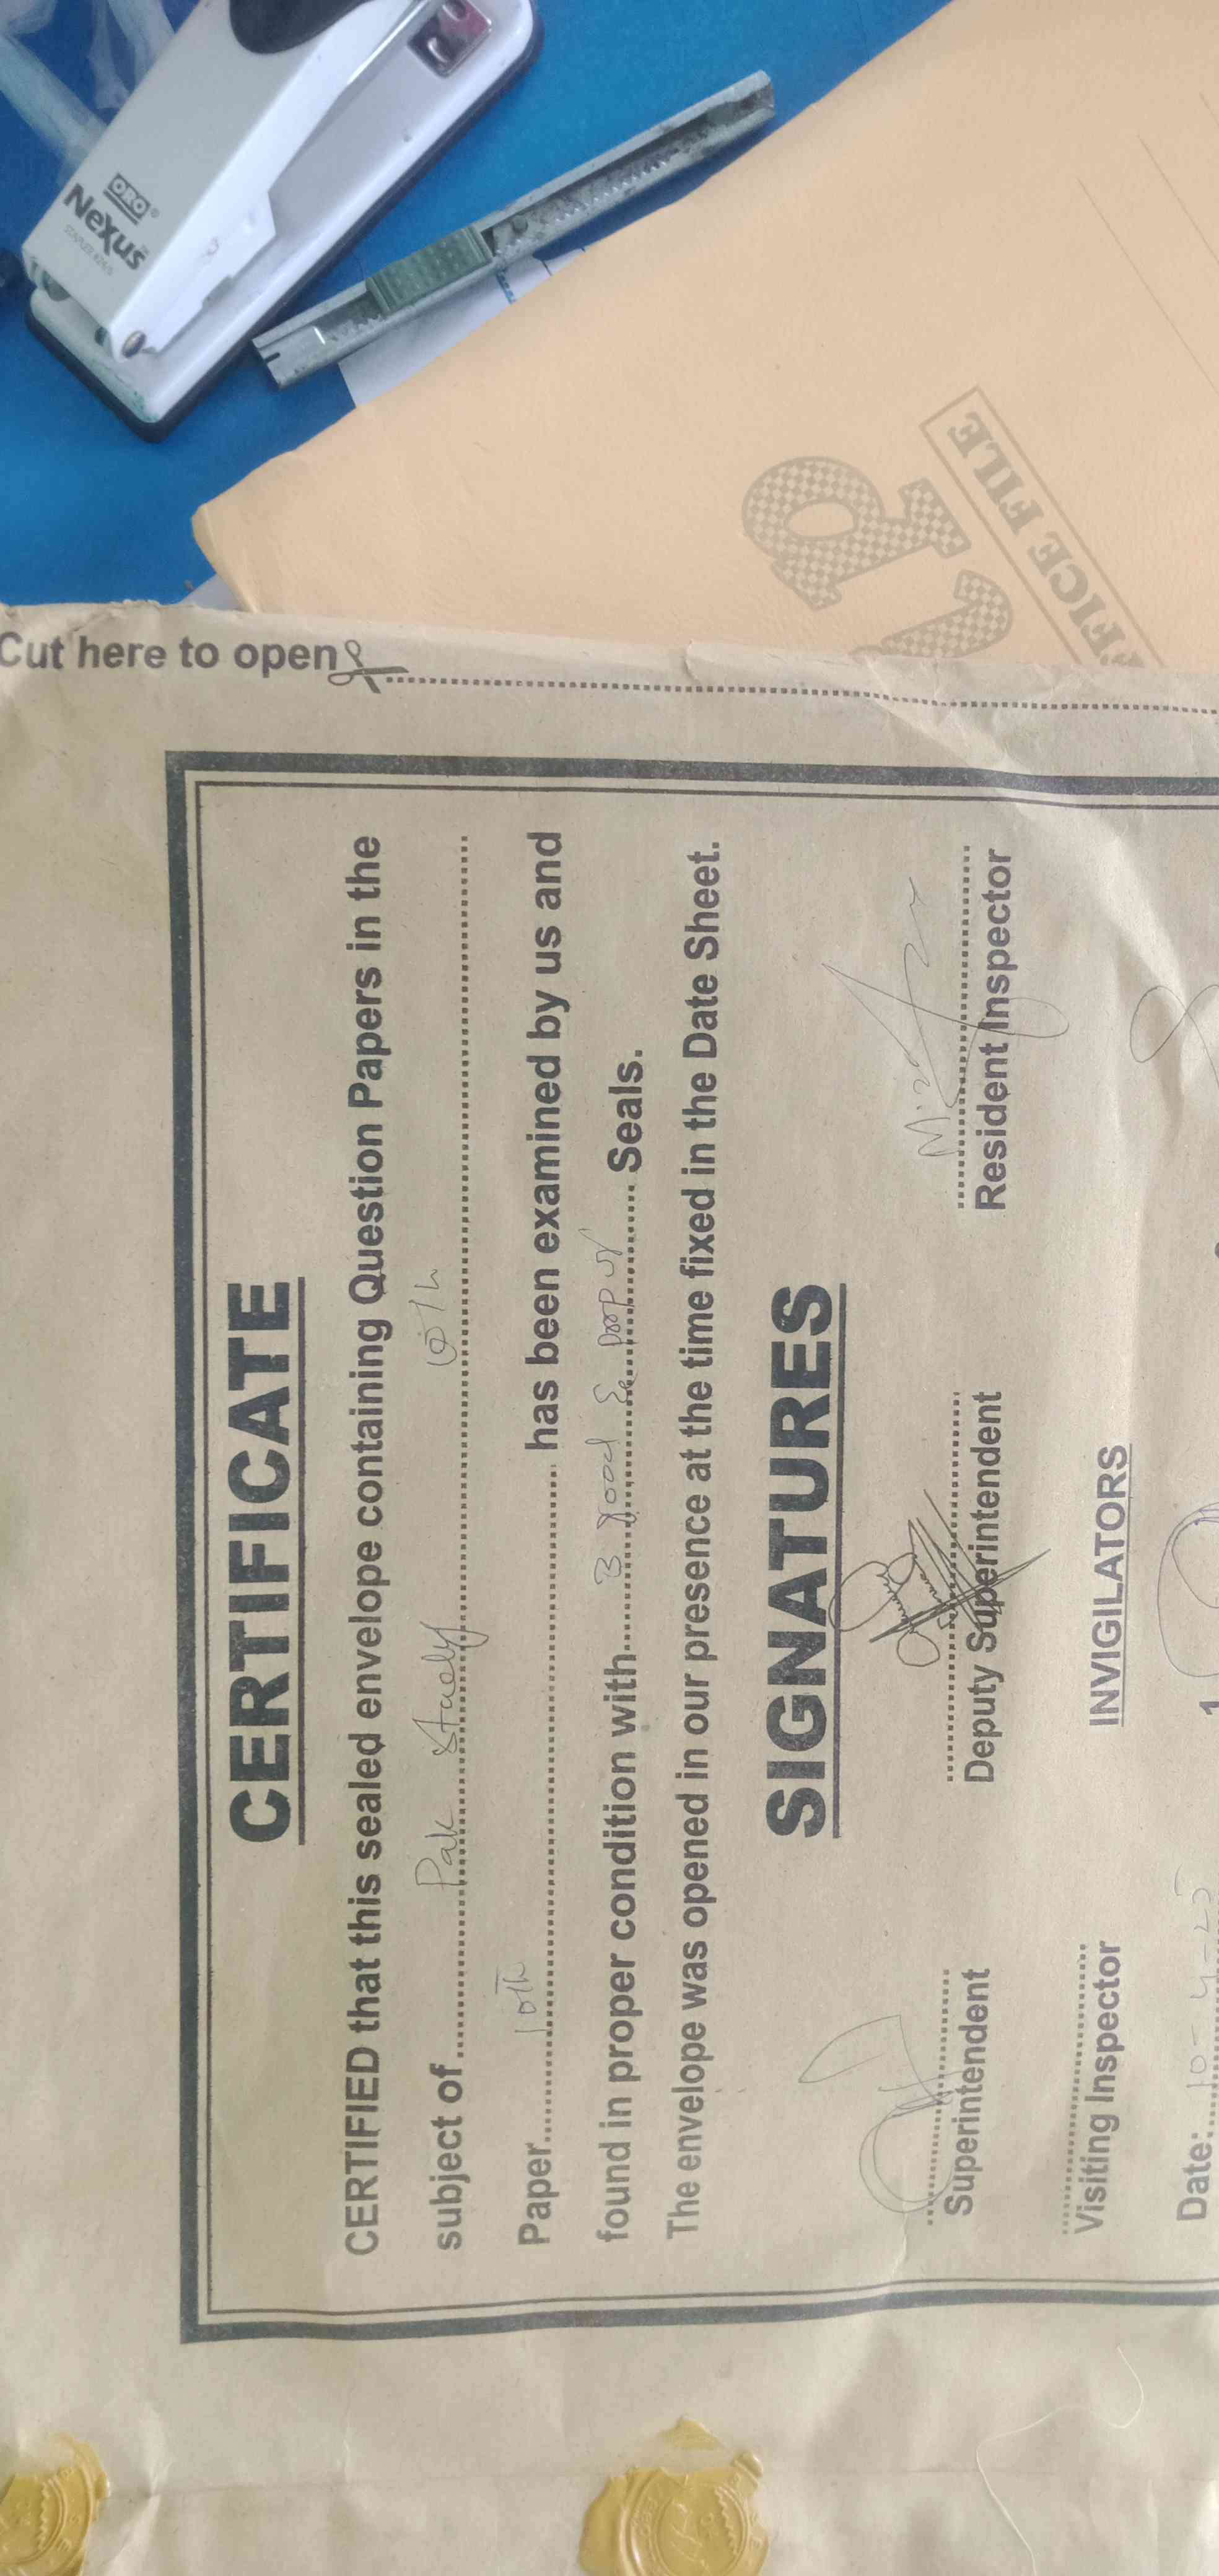 ORO
NeXus
OFFICE FILE
Cut here to open
CERTIFICATE
CERTIFIED that this sealed envelope containing Question Papers in the
subject of Pak Study 10th
Paper 10th has been examined by us and
found in proper condition with 3 good & Seals.
The envelope was opened in our presence at the time fixed in the Date Sheet.
SIGNATURES
Superintendent Deputy Superintendent Resident Inspector
Visiting Inspector INVIGILATORS
Date: 10-4-25 1